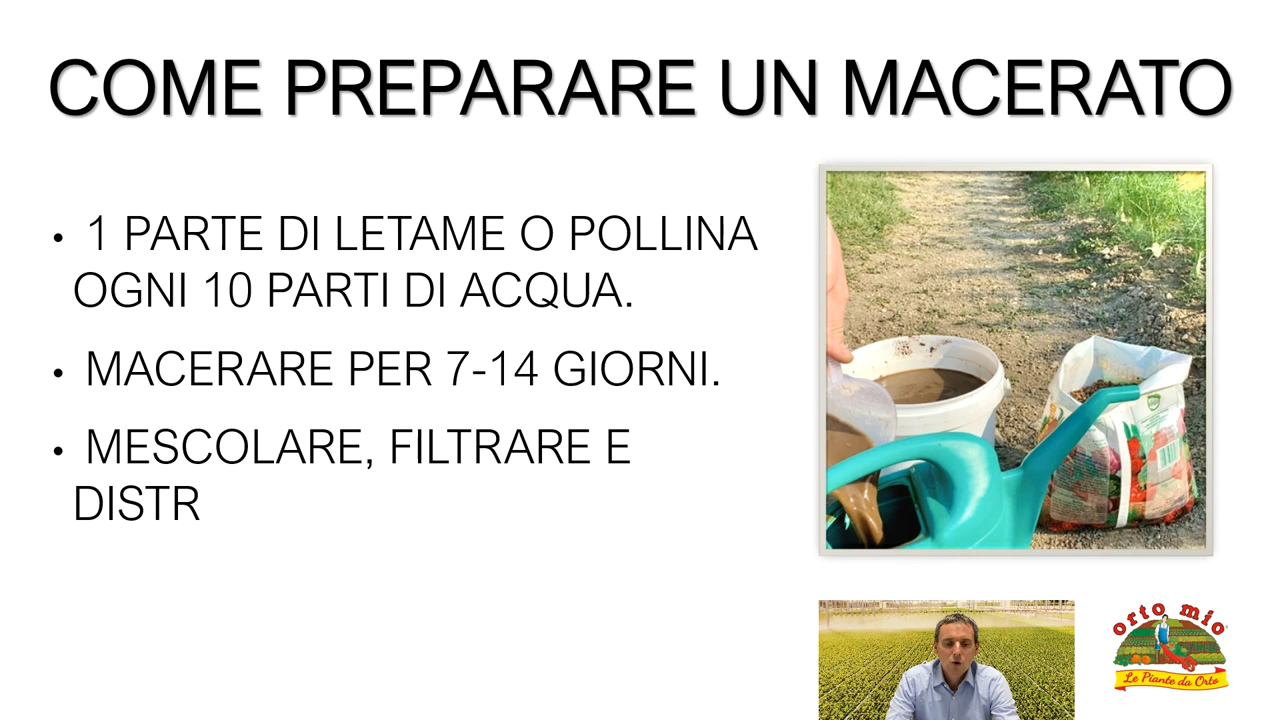 COME PREPARARE UN MACERATO
• 1 PARTE DI LETAME O POLLINA
OGNI 10 PARTI DI ACQUA.
• MACERARE PER 7-14 GIORNI.
• MESCOLARE, FILTRARE E
DISTR
orto mio
Le Piante da Orto